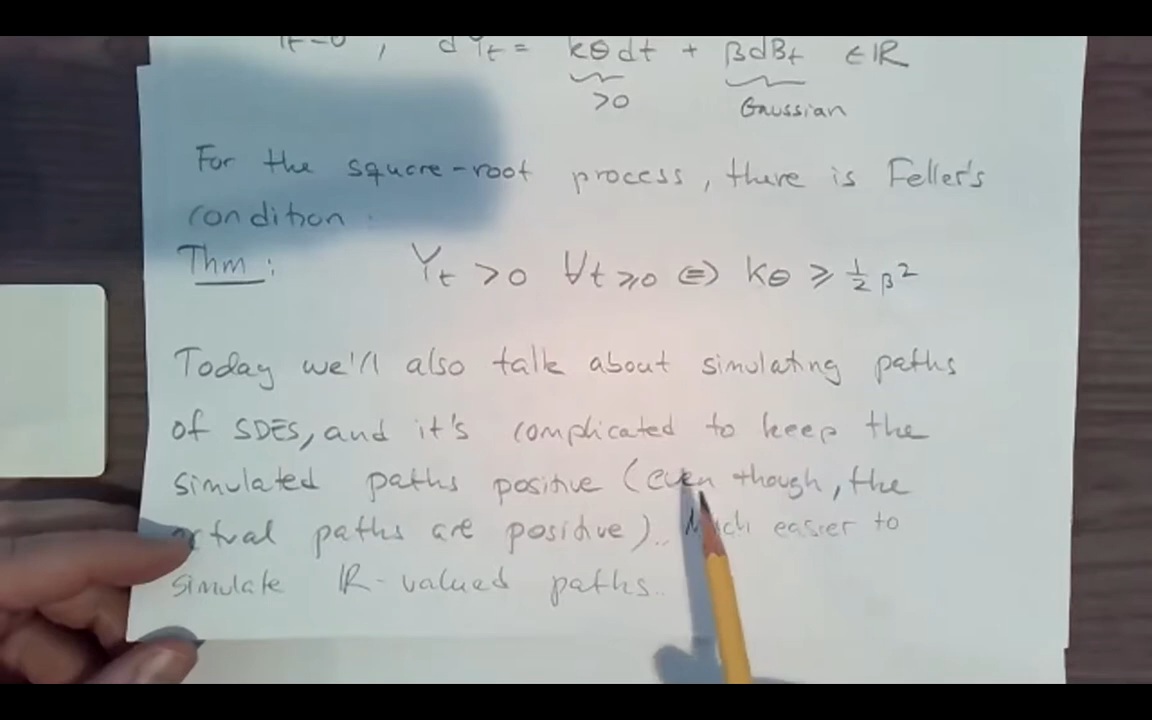 , dYt = kθdt + βdBt ∈ℝ
>0 Gaussian
For the square-root process, there is Feller's
condition:
Thm: Yt >0 ∀t≥0 ⇔ kθ ≥ ½β²
Today we'll also talk about simulating paths
of SDES, and it's complicated to keep the
simulated paths positive (even though, the
actual paths are positive).. Much easier to
simulate ℝ-valued paths..